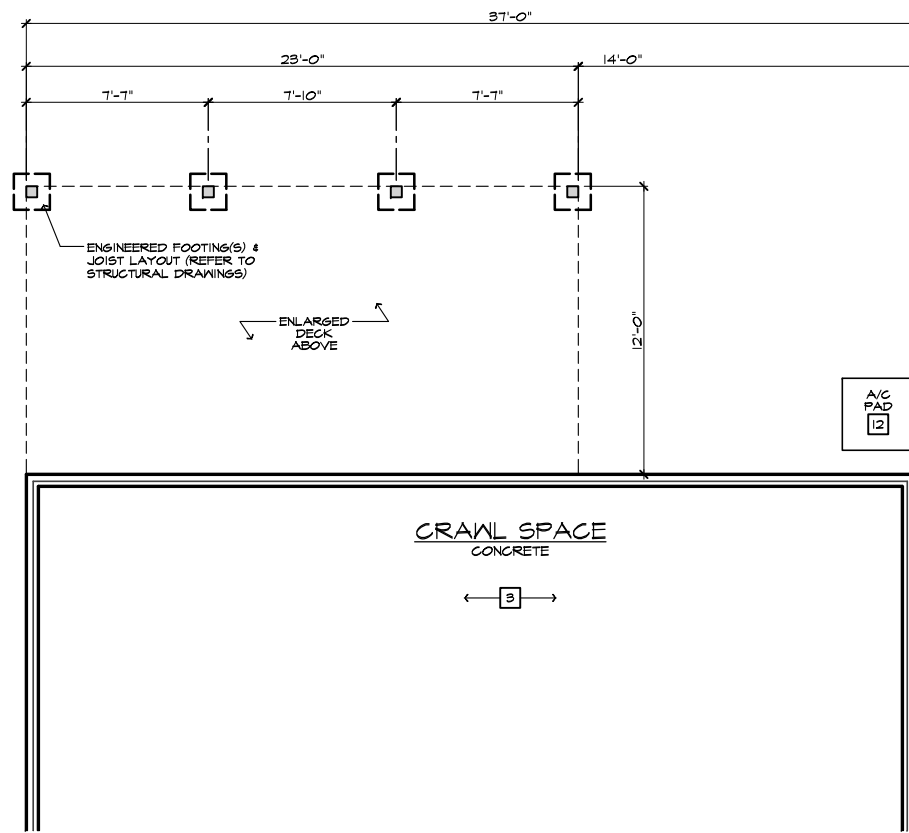 37'-0"
23'-0"
14'-0"
7'-7"
7'-10"
7'-7"
ENGINEERED FOOTING(S) &
JOIST LAYOUT (REFER TO
STRUCTURAL DRAWINGS)
ENLARGED
DECK
ABOVE
12'-0"
A/C
PAD
12
CRAWL SPACE
CONCRETE
3